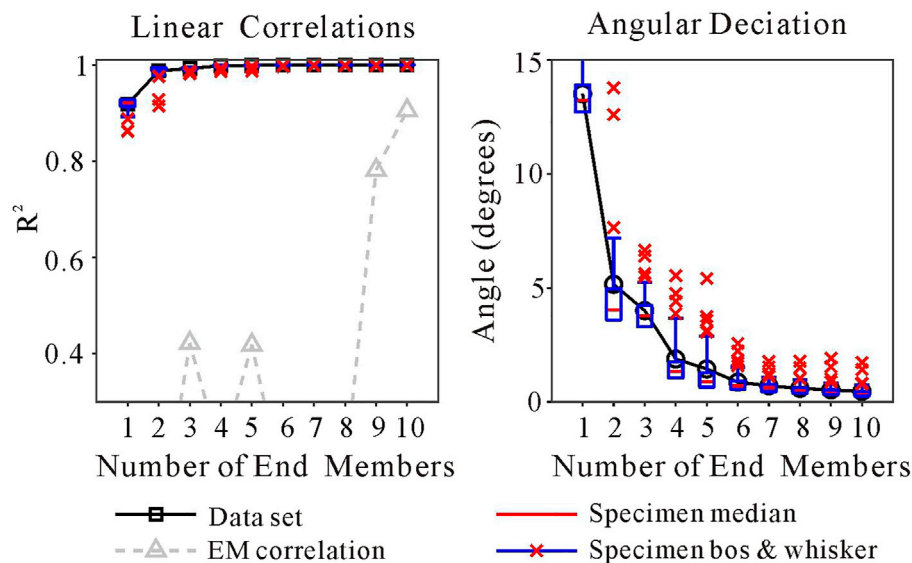 Linear Correlations
1
0.8
0.6
0.4
R²
1 2 3 4 5 6 7 8 9 10
Number of End Members
Angular Deciation
15
10
5
0
Angle (degrees)
1 2 3 4 5 6 7 8 9 10
Number of End Members
Data set
EM correlation
Specimen median
Specimen bos & whisker